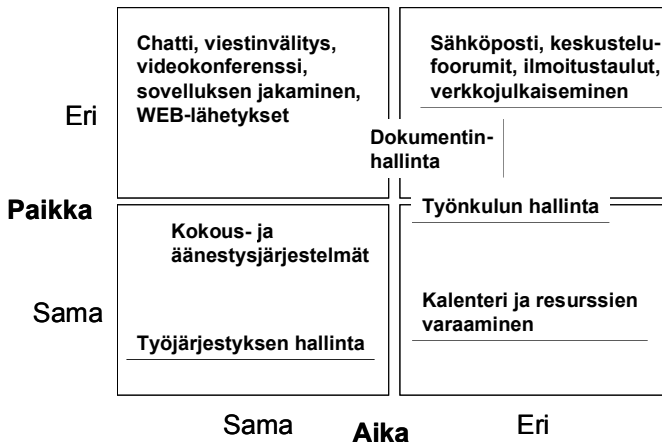 Chatti, viestinvälitys,
videokonferenssi,
sovelluksen jakaminen,
WEB-lähetykset
Sähköposti, keskustelu-
foorumit, ilmoitustaulut,
verkkojulkaiseminen
Eri
Dokumentin-
hallinta
Paikka
Työnkulun hallinta
Kokous- ja
äänestysjärjestelmät
Sama
Kalenteri ja resurssien
varaaminen
Työjärjestyksen hallinta
Sama
Aika
Eri